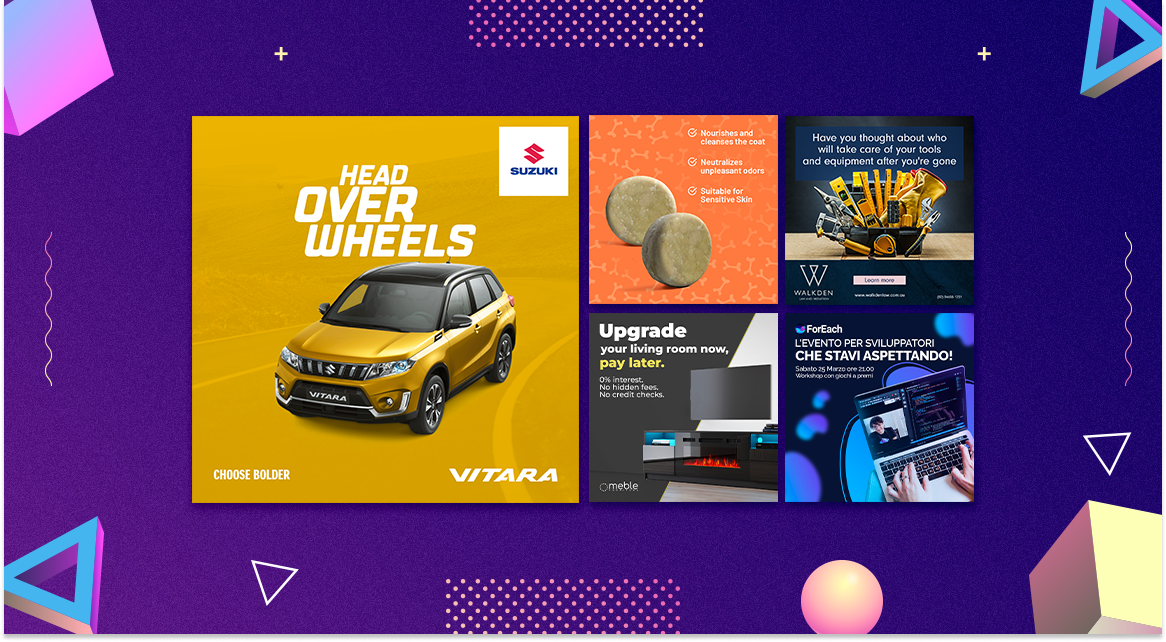 SUZUKI
HEAD
OVER
WHEELS
VITARA
CHOOSE BOLDER
VITARA
Nourishes and
cleanses the coat
Neutralizes
unpleasant odors
Suitable for
Sensitive Skin
Have you thought about who
will take care of your tools
and equipment after you're gone
WALKDEN
Learn more
Upgrade
your living room now,
pay later.
0% interest.
No hidden fees.
No credit checks.
meble
ForEach
L'EVENTO PER SVILUPPATORI
CHE STAVI ASPETTANDO!
Sabato 25 Marzo ore 21.00
Workshop con giochi a premi